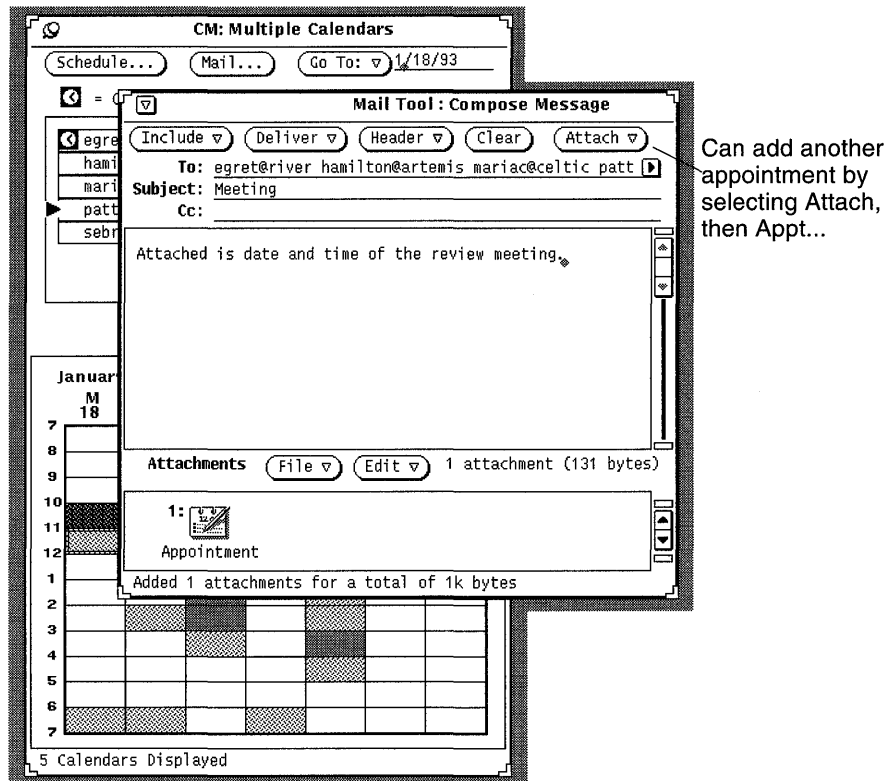 CM: Multiple Calendars
Schedule... Mail... Go To: 1/18/93
=
Mail Tool : Compose Message
Include Deliver Header Clear Attach
To: egret@river hamilton@artemis mariac@celtic patt
Subject: Meeting
Cc:
egre
hami
mari
patt
sebr
Attached is date and time of the review meeting.
Can add another
appointment by
selecting Attach,
then Appt...
Januar
M
18
7
8
9
10
11
12
1
2
3
4
5
6
7
Attachments File Edit 1 attachment (131 bytes)
1:
Appointment
Added 1 attachments for a total of 1k bytes
5 Calendars Displayed